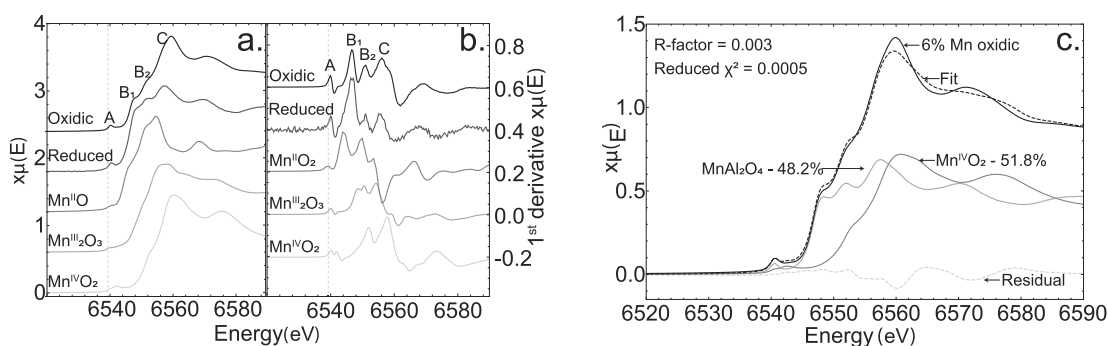 4
3
2
1
0
xμ(E)
a.
C
B₂
B₁
A
Oxidic
Reduced
MnᴵᴵO
Mnᴵᴵᴵ₂O₃
MnᴵⱽO₂
6540 6560 6580
Energy(eV)
b.
B₁
B₂
C
A
Oxidic
Reduced
MnᴵᴵO₂
Mnᴵᴵᴵ₂O₃
MnᴵⱽO₂
0.8
0.6
0.4
0.2
0.0
-0.2
1ˢᵗ derivative xμ(E)
6540 6560 6580
Energy(eV)
c.
1.5
1.0
0.5
0.0
xμ(E)
R-factor = 0.003
Reduced χ² = 0.0005
6% Mn oxidic
Fit
MnAl₂O₄ - 48.2%
MnᴵⱽO₂ - 51.8%
Residual
6520 6530 6540 6550 6560 6570 6580 6590
Energy (eV)